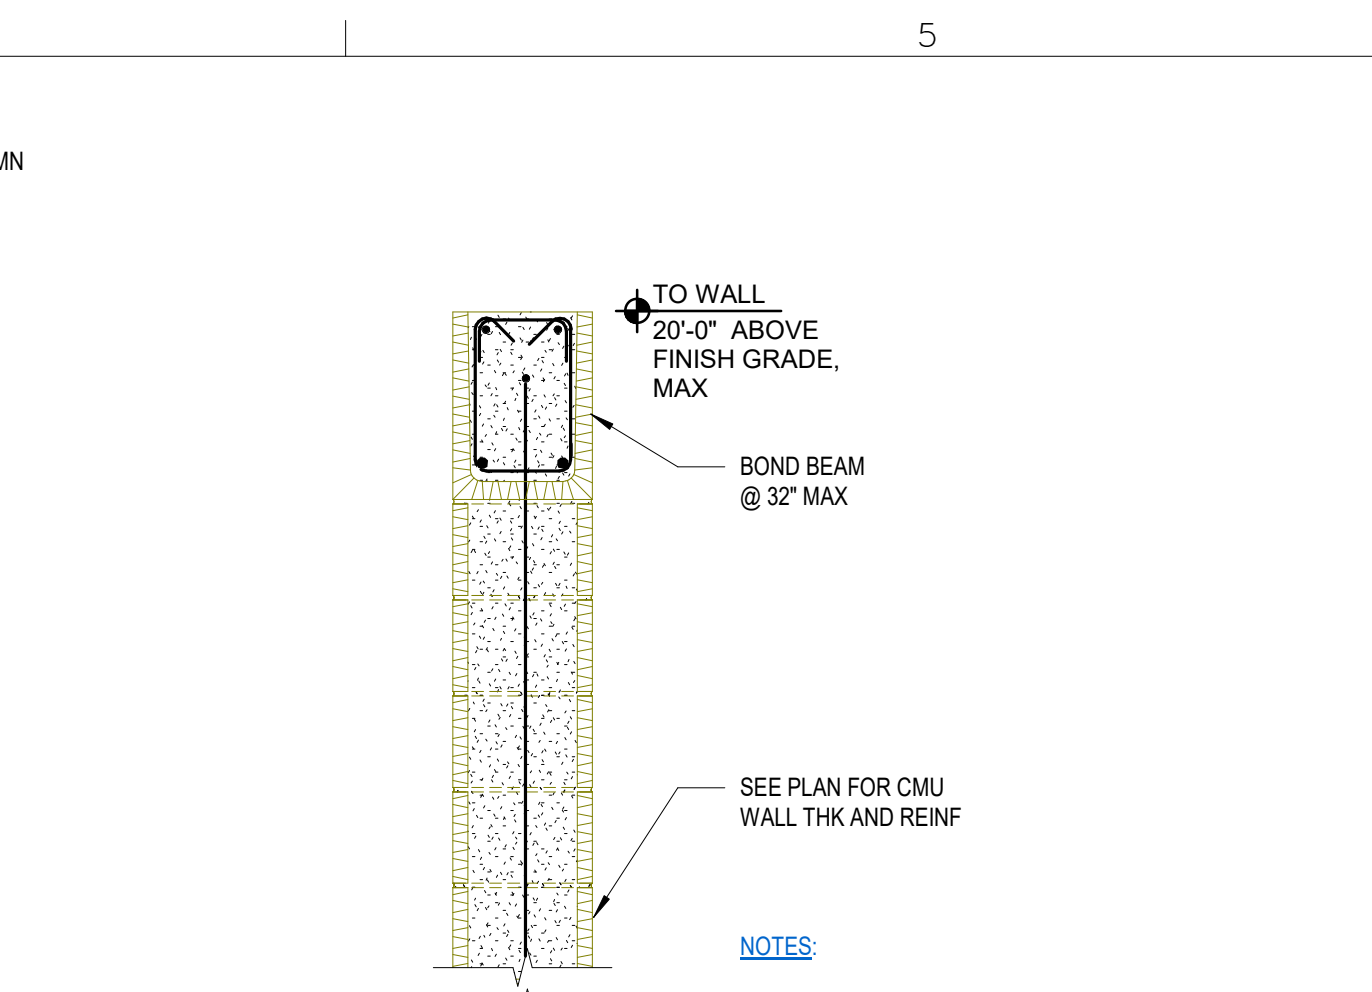 5
MN
TO WALL
20'-0" ABOVE
FINISH GRADE,
MAX
BOND BEAM
@ 32" MAX
SEE PLAN FOR CMU
WALL THK AND REINF
NOTES: